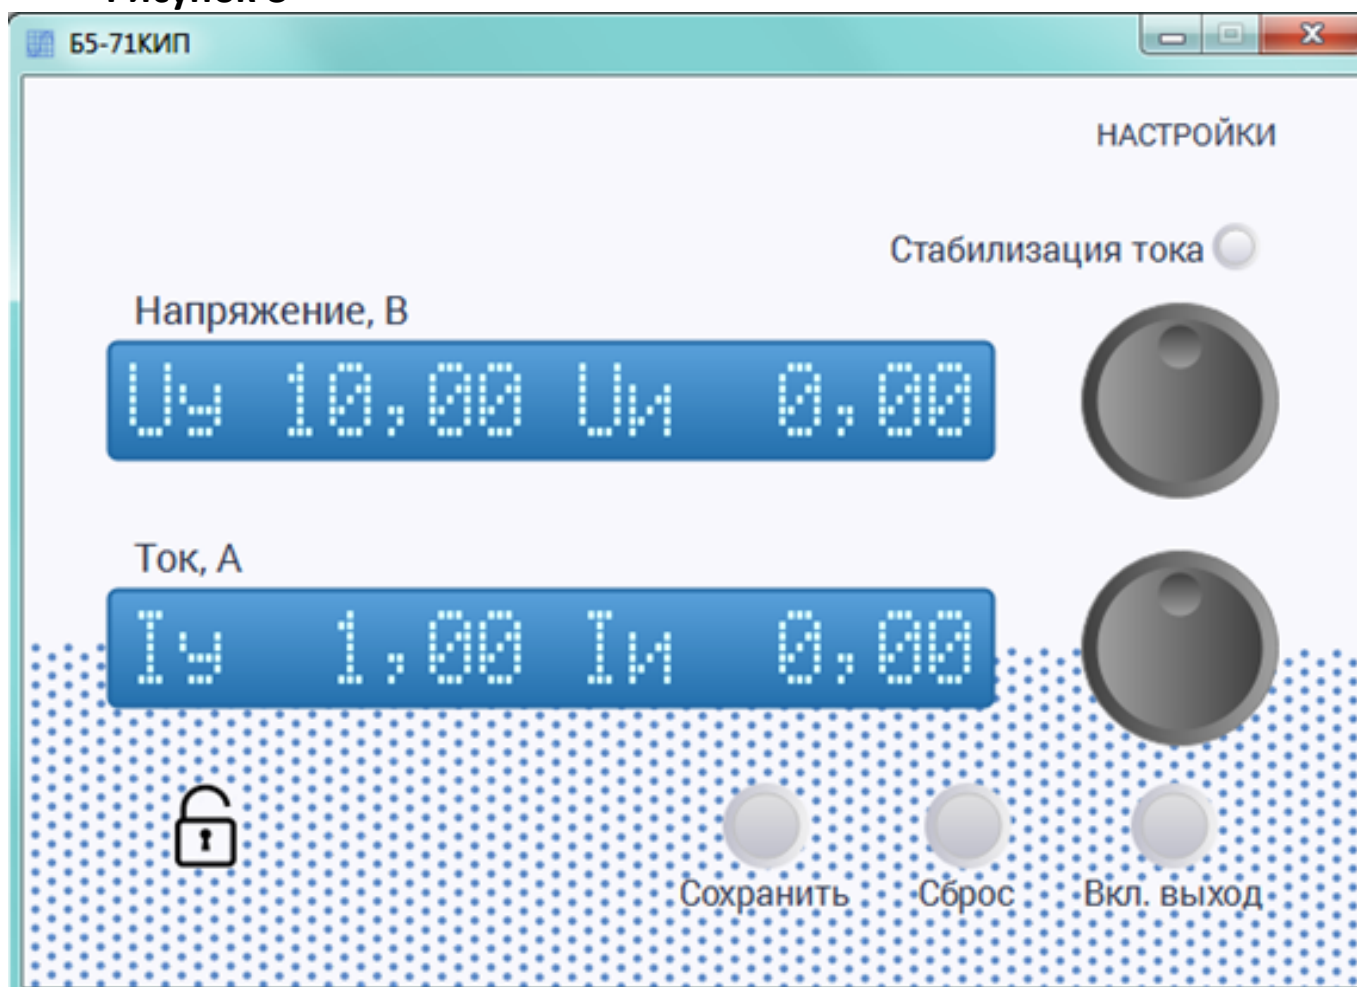 Б5-71КИП
НАСТРОЙКИ
Стабилизация тока
Напряжение, В
Uу 10,00 Uи 0,00
Ток, А
Iу 1,00 Iи 0,00
Сохранить Сброс Вкл. выход